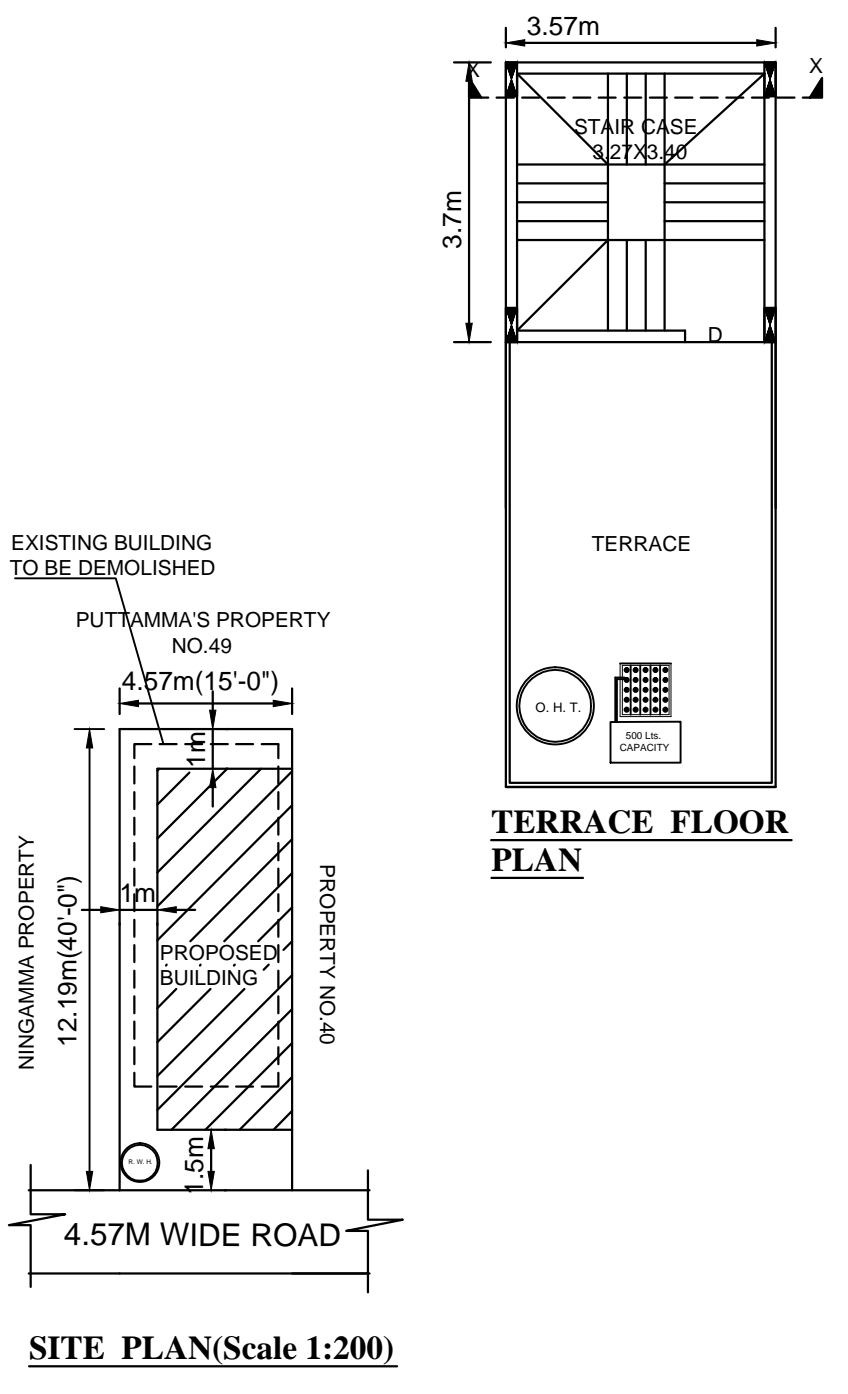 3.57m
X
X
STAIR CASE
3.27X3.40
3.7m
D
TERRACE
O. H. T.
500 Lts.
CAPACITY
TERRACE FLOOR
PLAN
EXISTING BUILDING
TO BE DEMOLISHED
PUTTAMMA'S PROPERTY
NO.49
4.57m(15'-0")
1m
NINGAMMA PROPERTY
12.19m(40'-0")
1m
PROPOSED
BUILDING
PROPERTY NO.40
R. W. H.
1.5m
4.57M WIDE ROAD
SITE PLAN(Scale 1:200)